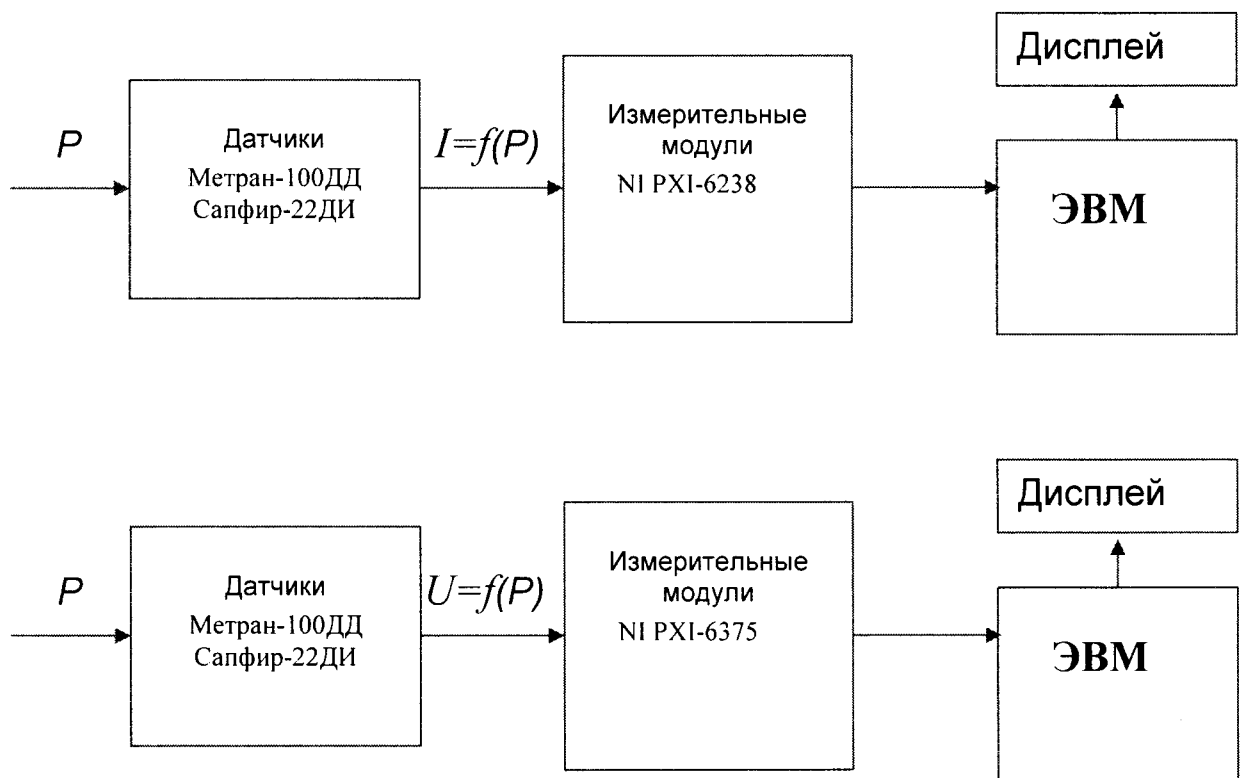 Дисплей
P
Датчики
Метран-100ДД
Сапфир-22ДИ
I=f(P)
Измерительные
модули
NI PXI-6238
ЭВМ
Дисплей
P
Датчики
Метран-100ДД
Сапфир-22ДИ
U=f(P)
Измерительные
модули
NI PXI-6375
ЭВМ